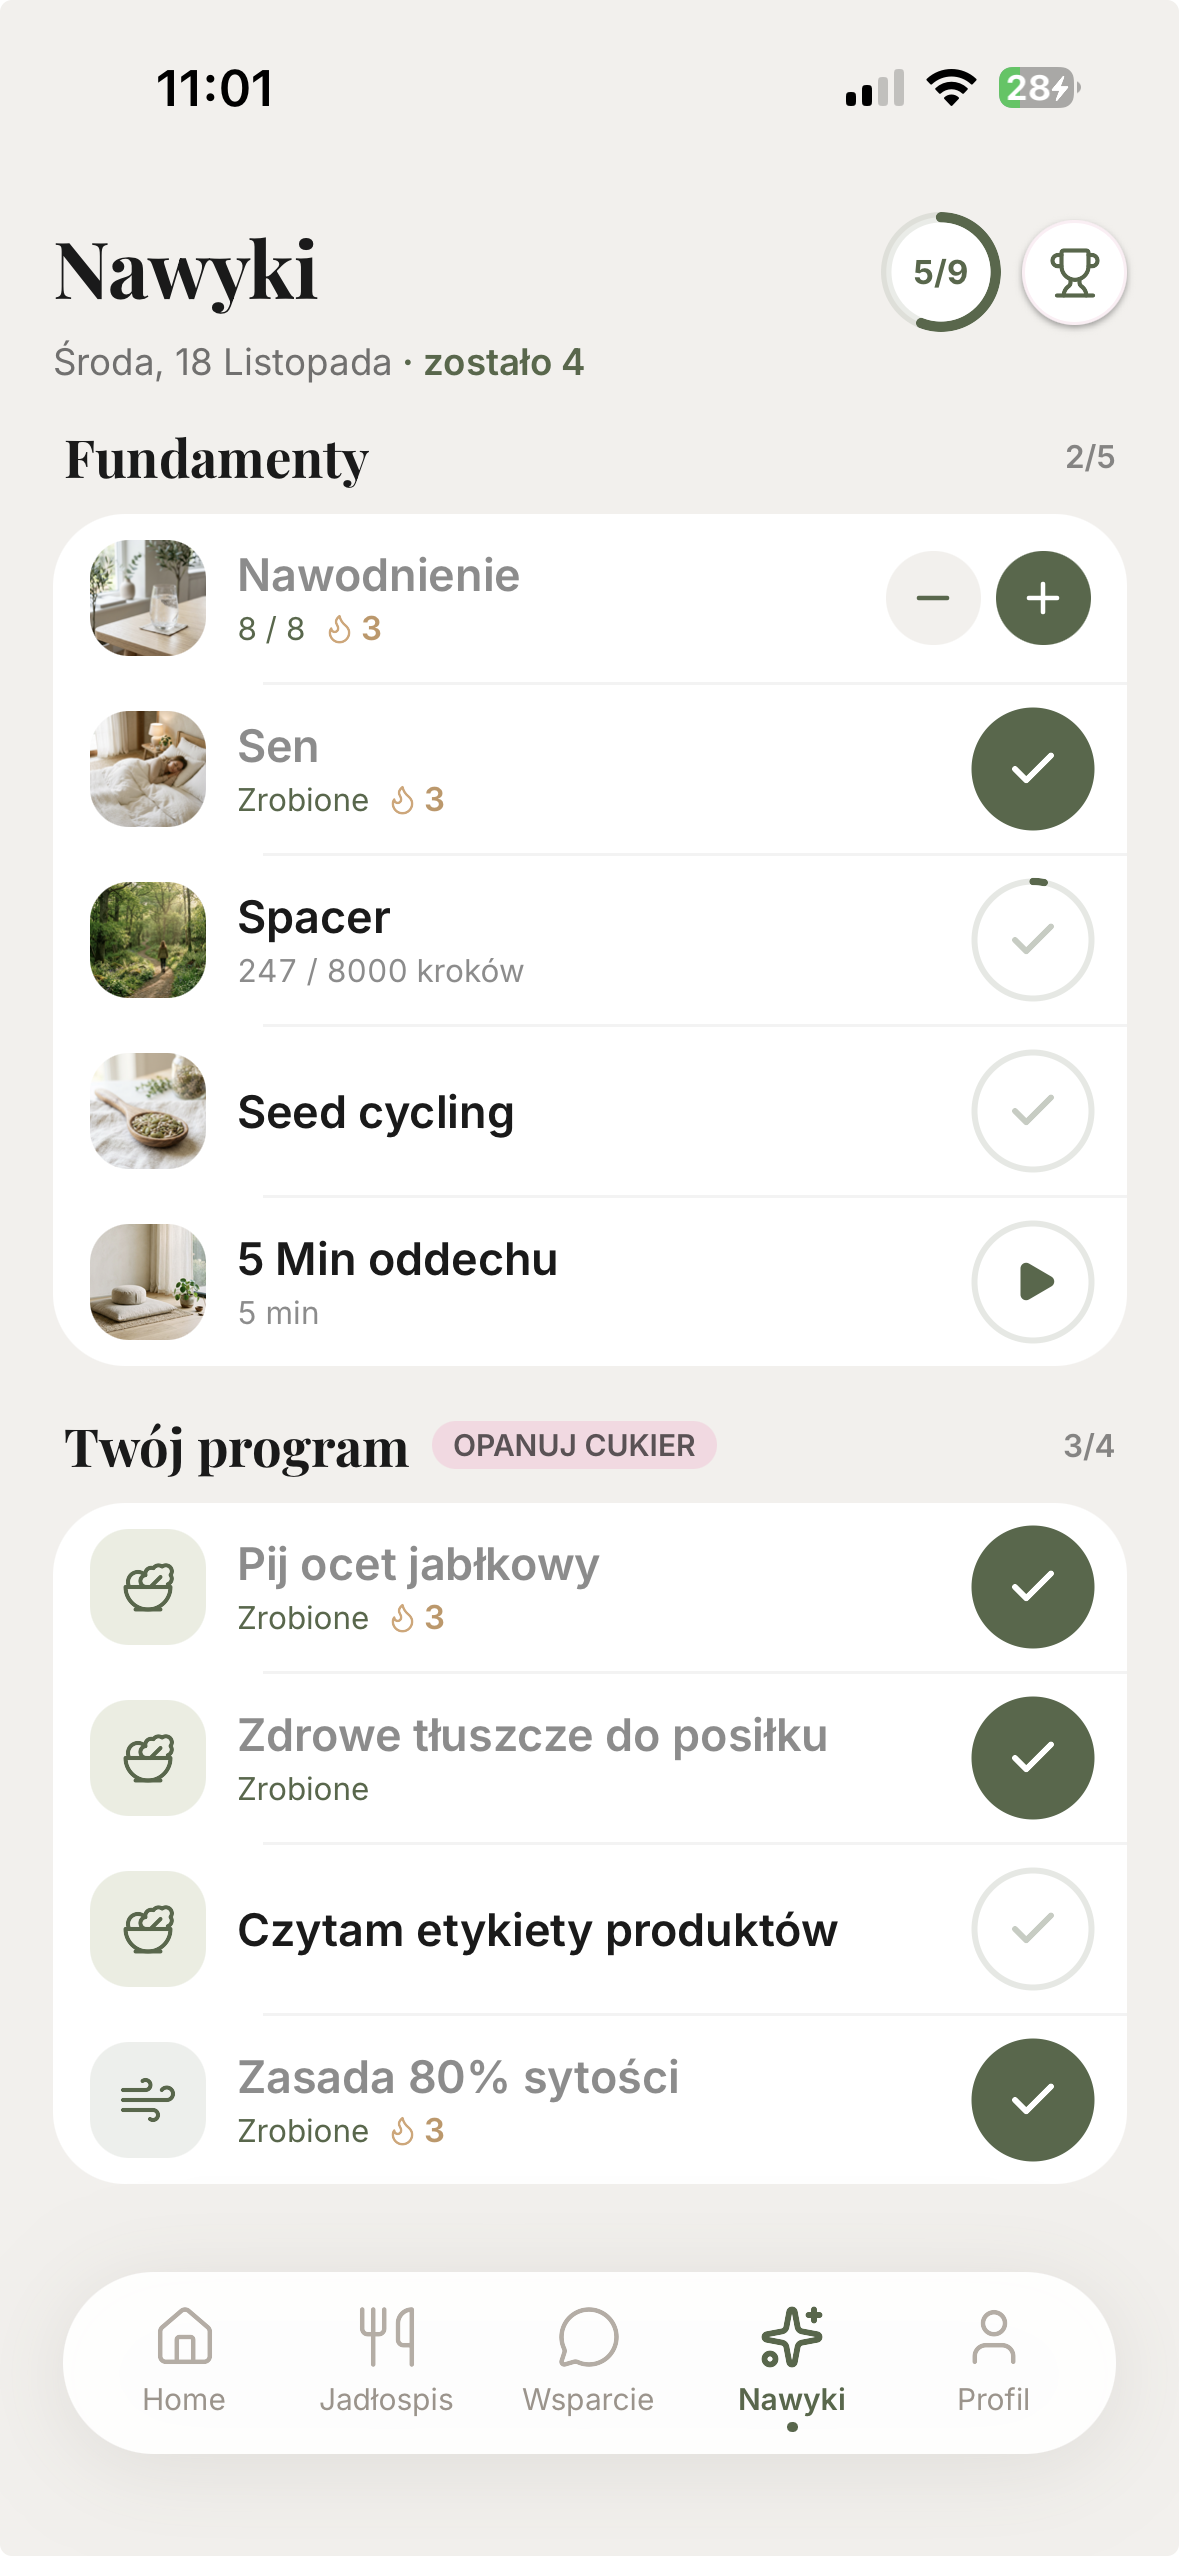 11:01
28
Nawyki
5/9
Środa, 18 Listopada · zostało 4
Fundamenty
2/5
Nawodnienie
8 / 8 3
Sen
Zrobione 3
Spacer
247 / 8000 kroków
Seed cycling
5 Min oddechu
5 min
Twój program OPANUJ CUKIER
3/4
Pij ocet jabłkowy
Zrobione 3
Zdrowe tłuszcze do posiłku
Zrobione
Czytam etykiety produktów
Zasada 80% sytości
Zrobione 3
Home Jadłospis Wsparcie Nawyki Profil